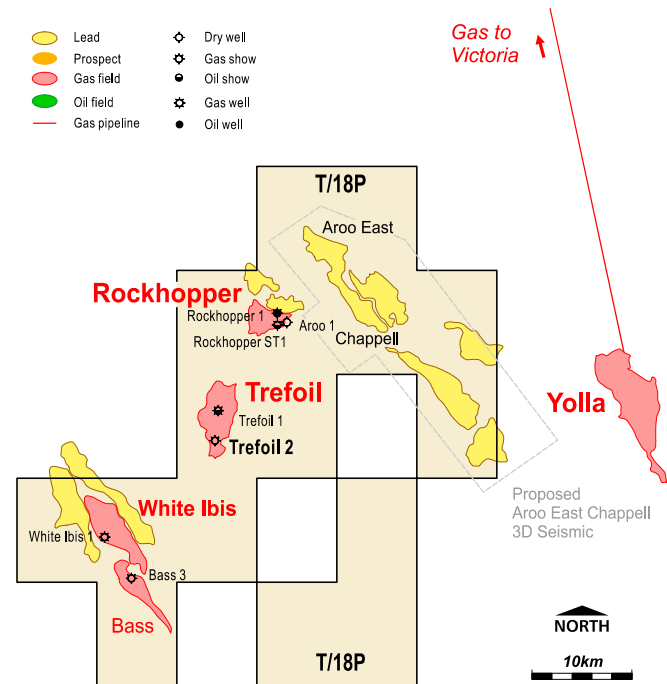 Lead
Dry well
Prospect
Gas show
Gas field
Oil show
Oil field
Gas well
Gas pipeline
Oil well
Gas to
Victoria
T/18P
Aroo East
Rockhopper
Rockhopper 1
Aroo 1
Rockhopper ST1
Chappell
Trefoil
Trefoil 1
Trefoil 2
Yolla
White Ibis
White Ibis 1
Bass 3
Bass
Proposed
Aroo East Chappell
3D Seismic
NORTH
T/18P
10km